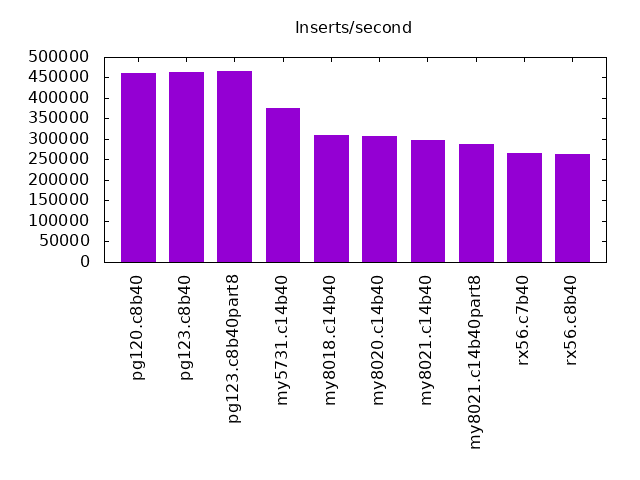 Inserts/second
500000
450000
400000
350000
300000
250000
200000
150000
100000
50000
0
pg120.c8b40
pg123.c8b40
pg123.c8b40part8
my5731.c14b40
my8018.c14b40
my8020.c14b40
my8021.c14b40
my8021.c14b40part8
rx56.c7b40
rx56.c8b40